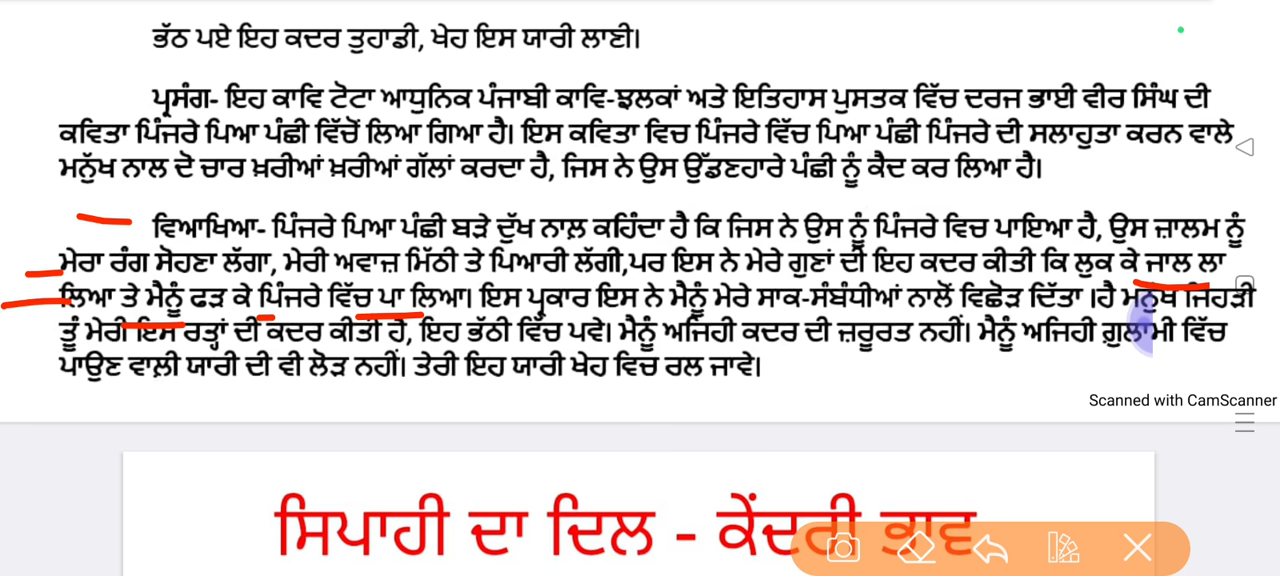 ਭੱਠ ਪਏ ਇਹ ਕਦਰ ਤੁਹਾਡੀ, ਖੇਹ ਇਸ ਯਾਰੀ ਲਾਣੀ।
ਪ੍ਰਸੰਗ- ਇਹ ਕਾਵਿ ਟੋਟਾ ਆਧੁਨਿਕ ਪੰਜਾਬੀ ਕਾਵਿ-ਝਲਕਾਂ ਅਤੇ ਇਤਿਹਾਸ ਪੁਸਤਕ ਵਿੱਚ ਦਰਜ ਭਾਈ ਵੀਰ ਸਿੰਘ ਦੀ
ਕਵਿਤਾ ਪਿੰਜਰੇ ਪਿਆ ਪੰਛੀ ਵਿੱਚੋਂ ਲਿਆ ਗਿਆ ਹੈ। ਇਸ ਕਵਿਤਾ ਵਿਚ ਪਿੰਜਰੇ ਵਿੱਚ ਪਿਆ ਪੰਛੀ ਪਿੰਜਰੇ ਦੀ ਸਲਾਹੁਤਾ ਕਰਨ ਵਾਲੇ
ਮਨੁੱਖ ਨਾਲ ਦੋ ਚਾਰ ਖ਼ਰੀਆਂ ਖ਼ਰੀਆਂ ਗੱਲਾਂ ਕਰਦਾ ਹੈ, ਜਿਸ ਨੇ ਉਸ ਉੱਡਣਹਾਰੇ ਪੰਛੀ ਨੂੰ ਕੈਦ ਕਰ ਲਿਆ ਹੈ।
ਵਿਆਖਿਆ- ਪਿੰਜਰੇ ਪਿਆ ਪੰਛੀ ਬੜੇ ਦੁੱਖ ਨਾਲ਼ ਕਹਿੰਦਾ ਹੈ ਕਿ ਜਿਸ ਨੇ ਉਸ ਨੂੰ ਪਿੰਜਰੇ ਵਿਚ ਪਾਇਆ ਹੈ, ਉਸ ਜ਼ਾਲਮ ਨੂੰ
ਮੇਰਾ ਰੰਗ ਸੋਹਣਾ ਲੱਗਾ, ਮੇਰੀ ਅਵਾਜ਼ ਮਿੱਠੀ ਤੇ ਪਿਆਰੀ ਲੱਗੀ,ਪਰ ਇਸ ਨੇ ਮੇਰੇ ਗੁਣਾਂ ਦੀ ਇਹ ਕਦਰ ਕੀਤੀ ਕਿ ਲੁਕ ਕੇ ਜਾਲ ਲਾ
ਲਿਆ ਤੇ ਮੈਨੂੰ ਫੜ ਕੇ ਪਿੰਜਰੇ ਵਿੱਚ ਪਾ ਲਿਆ। ਇਸ ਪ੍ਰਕਾਰ ਇਸ ਨੇ ਮੈਨੂੰ ਮੇਰੇ ਸਾਕ-ਸੰਬੰਧੀਆਂ ਨਾਲੋਂ ਵਿਛੋੜ ਦਿੱਤਾ ।ਹੈ ਮਨੁੱਖ ਜਿਹੜੀ
ਤੂੰ ਮੇਰੀ ਇਸ ਰਤ੍ਹਾਂ ਦੀ ਕਦਰ ਕੀਤੀ ਹੈ, ਇਹ ਭੱਠੀ ਵਿੱਚ ਪਵੇ। ਮੈਨੂੰ ਅਜਿਹੀ ਕਦਰ ਦੀ ਜ਼ਰੂਰਤ ਨਹੀਂ। ਮੈਨੂੰ ਅਜਿਹੀ ਗੁਲਾਮੀ ਵਿੱਚ
ਪਾਉਣ ਵਾਲ਼ੀ ਯਾਰੀ ਦੀ ਵੀ ਲੋੜ ਨਹੀਂ। ਤੇਰੀ ਇਹ ਯਾਰੀ ਖੇਹ ਵਿਚ ਰਲ ਜਾਵੇ।
Scanned with CamScanner
ਸਿਪਾਹੀ ਦਾ ਦਿਲ - ਕੇਂਦਰੀ ਭਾਵ